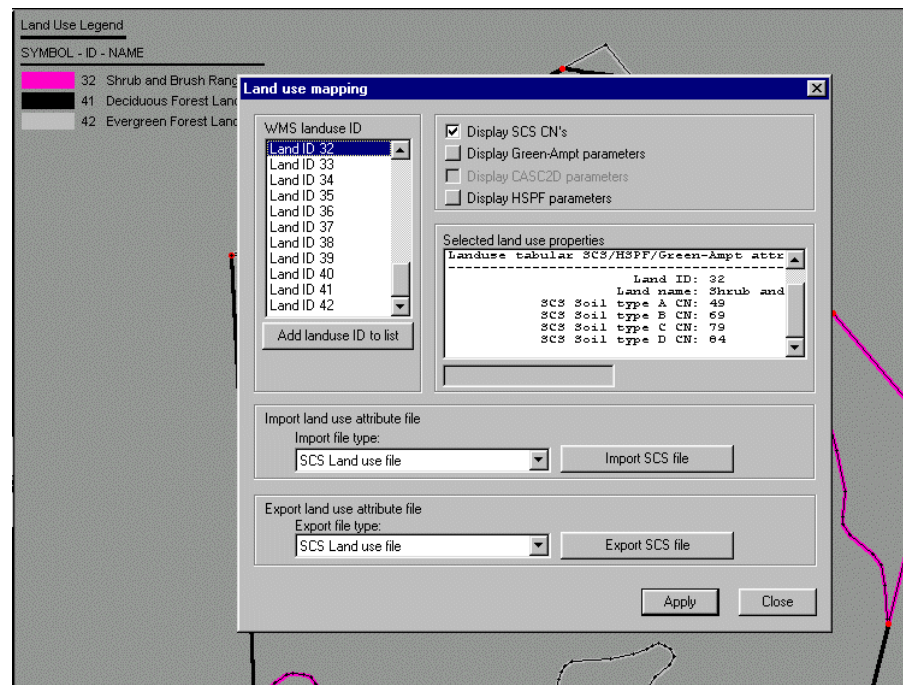 Land Use Legend
SYMBOL - ID - NAME
32 Shrub and Brush Rang
41 Deciduous Forest Land
42 Evergreen Forest Land
Land use mapping
WMS landuse ID
Land ID 32
Land ID 33
Land ID 34
Land ID 35
Land ID 36
Land ID 37
Land ID 38
Land ID 39
Land ID 40
Land ID 41
Land ID 42
Add landuse ID to list
Display SCS CN's
Display Green-Ampt parameters
Display CASC2D parameters
Display HSPF parameters
Selected land use properties
Landuse tabular SCS/HSPF/Green-Ampt attr
----------------------------------------
Land ID: 32
Land name: Shrub and
SCS Soil type A CN: 49
SCS Soil type B CN: 69
SCS Soil type C CN: 79
SCS Soil type D CN: 84
Import land use attribute file
Import file type:
SCS Land use file
Import SCS file
Export land use attribute file
Export file type:
SCS Land use file
Export SCS file
Apply
Close